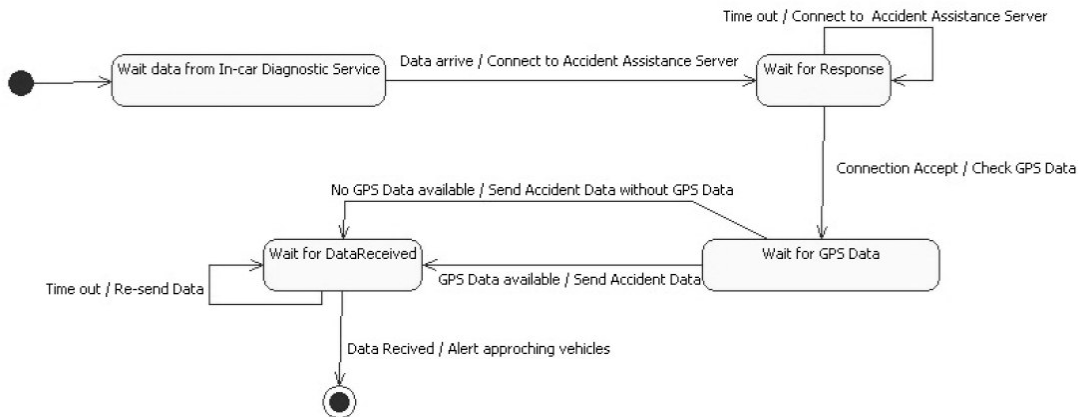 Time out / Connect to Accident Assistance Server
Wait data from In-car Diagnostic Service
Data arrive / Connect to Accident Assistance Server
Wait for Response
Connection Accept / Check GPS Data
No GPS Data available / Send Accident Data without GPS Data
Wait for DataReceived
Wait for GPS Data
GPS Data available / Send Accident Data
Time out / Re-send Data
Data Recived / Alert approching vehicles